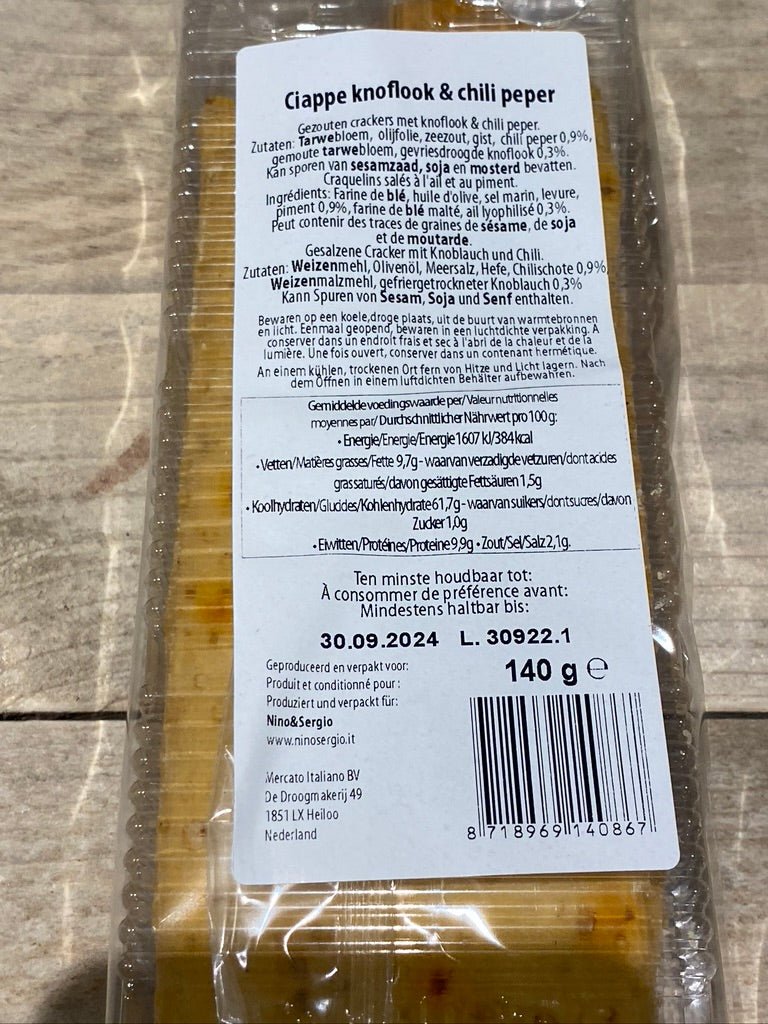 Ciappe knoflook & chili peper
Gezouten crackers met knoflook & chili peper.
Zutaten: Tarwebloem, olijfolie, zeezout, gist, chili peper 0,9%,
gemoute tarwebloem, gevriesdroogde knoflook 0,3%.
Kan sporen van sesamzaad, soja en mosterd bevatten.
Craquelins salés à l'ail et au piment.
Ingrédients: Farine de blé, huile d'olive, sel marin, levure,
piment 0,9%, farine de blé malté, ail lyophilisé 0,3%.
Peut contenir des traces de graines de sésame, de soja
et de moutarde.
Gesalzene Cracker mit Knoblauch und Chili.
Zutaten: Weizenmehl, Olivenöl, Meersalz, Hefe, Chilischote 0,9%,
Weizenmalzmehl, gefriergetrockneter Knoblauch 0,3%
Kann Spuren von Sesam, Soja und Senf enthalten.
Bewaren op een koele,droge plaats, uit de buurt van warmtebronnen
en licht. Eenmaal geopend, bewaren in een luchtdichte verpakking. A
conserver dans un endroit frais et sec à l'abri de la chaleur et de la
lumière. Une fois ouvert, conserver dans un contenant hermétique.
An einem kühlen, trockenen Ort fern von Hitze und Licht lagern. Nach
dem Öffnen in einem luftdichten Behälter aufbewahren.
Gemiddelde voedingswaarde per/Valeur nutritionnelles
moyennes par/Durchschnittlicher Nährwert pro 100 g:
• Energie/Energie/Energie 1607 kJ/384 kcal
• Vetten/Matières grasses/Fette 9,7g - waarvan verzadigde vetzuren/dont acides
gras saturés/davon gesättigte Fettsäuren 1,5g
• Koolhydraten/Glucides/Kohlenhydrate 61,7g - waarvan suikers/dont sucres/davon
Zucker 1,0g
• Eiwitten/Protéines/Proteine 9,9g • Zout/Sel/Salz 2,1g.
Ten minste houdbaar tot:
À consommer de préférence avant:
Mindestens haltbar bis:
30.09.2024 L. 30922.1
140 g ℮
Geproduceerd en verpakt voor:
Produit et conditionné pour :
Produziert und verpackt für:
Nino&Sergio
www.ninosergio.it
Mercato Italiano BV
De Droogmakerij 49
1851 LX Heiloo
Nederland
8 718969 140867